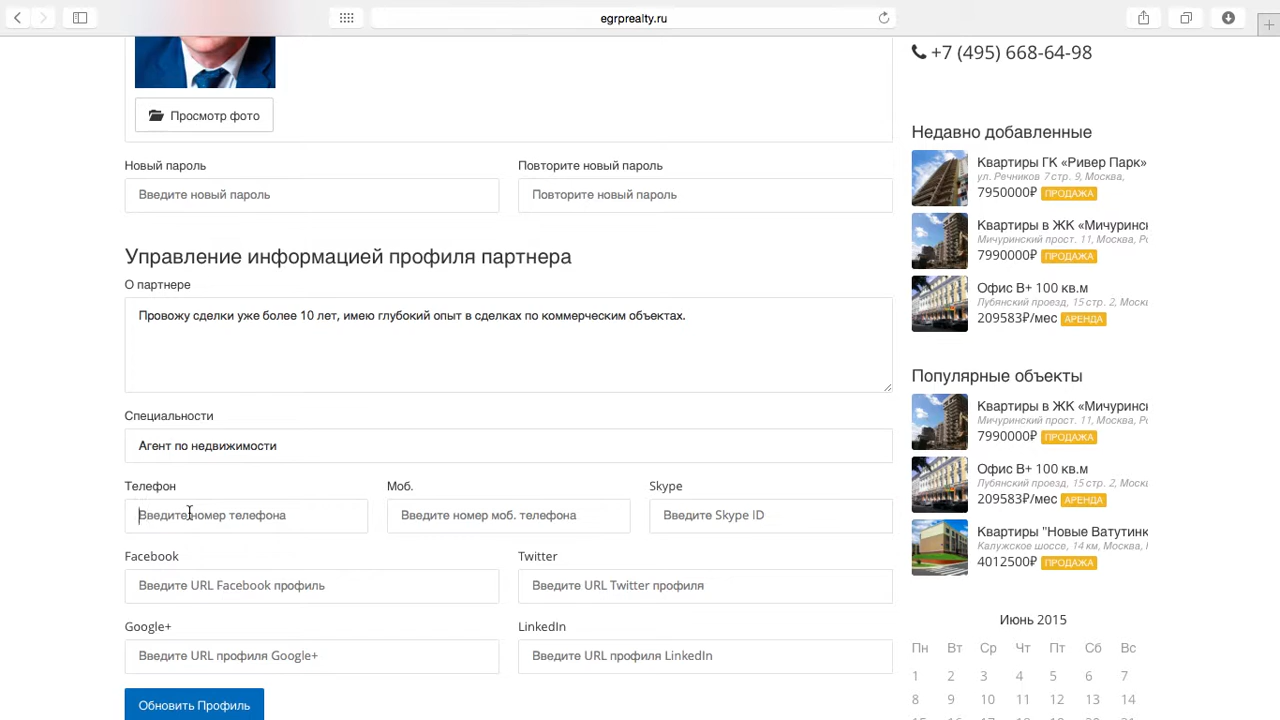 egrprealty.ru
Просмотр фото
Новый пароль
Повторите новый пароль
Введите новый пароль
Повторите новый пароль
Управление информацией профиля партнера
О партнере
Провожу сделки уже более 10 лет, имею глубокий опыт в сделках по коммерческим объектах.
Специальности
Агент по недвижимости
Телефон
Моб.
Skype
Введите номер телефона
Введите номер моб. телефона
Введите Skype ID
Facebook
Twitter
Введите URL Facebook профиль
Введите URL Twitter профиля
Google+
LinkedIn
Введите URL профиля Google+
Введите URL профиля LinkedIn
Обновить Профиль
+7 (495) 668-64-98
Недавно добавленные
Квартиры ГК «Ривер Парк»
ул. Речников 7 стр. 9, Москва,
7950000₽ ПРОДАЖА
Квартиры в ЖК «Мичуринск
Мичуринский прост. 11, Москва, Ро
7990000₽ ПРОДАЖА
Офис B+ 100 кв.м
Лубянский проезд, 15 стр. 2, Москв
209583₽/мес АРЕНДА
Популярные объекты
Квартиры в ЖК «Мичуринск
Мичуринский прост. 11, Москва, Ро
7990000₽ ПРОДАЖА
Офис B+ 100 кв.м
Лубянский проезд, 15 стр. 2, Москв
209583₽/мес АРЕНДА
Квартиры "Новые Ватутинк
Калужское шоссе, 14 км, Москва, Р
4012500₽ ПРОДАЖА
Июнь 2015
Пн Вт Ср Чт Пт Сб Вс
1 2 3 4 5 6 7
8 9 10 11 12 13 14